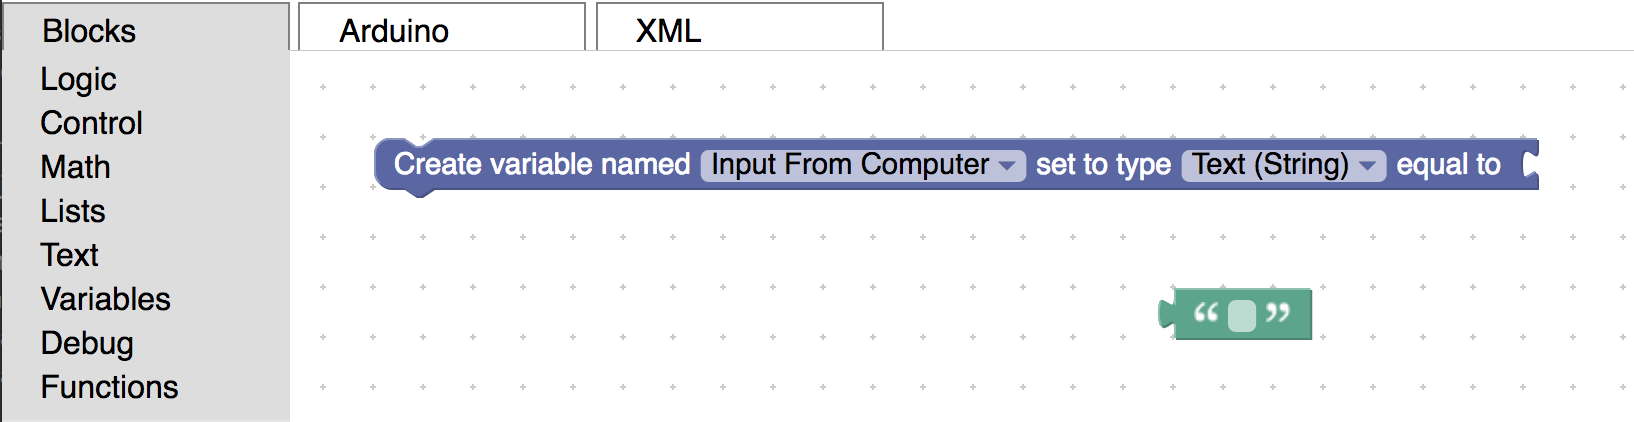 Blocks
Arduino
XML
Logic
Control
Math
Lists
Text
Variables
Debug
Functions
Create variable named Input From Computer set to type Text (String) equal to
“ ”